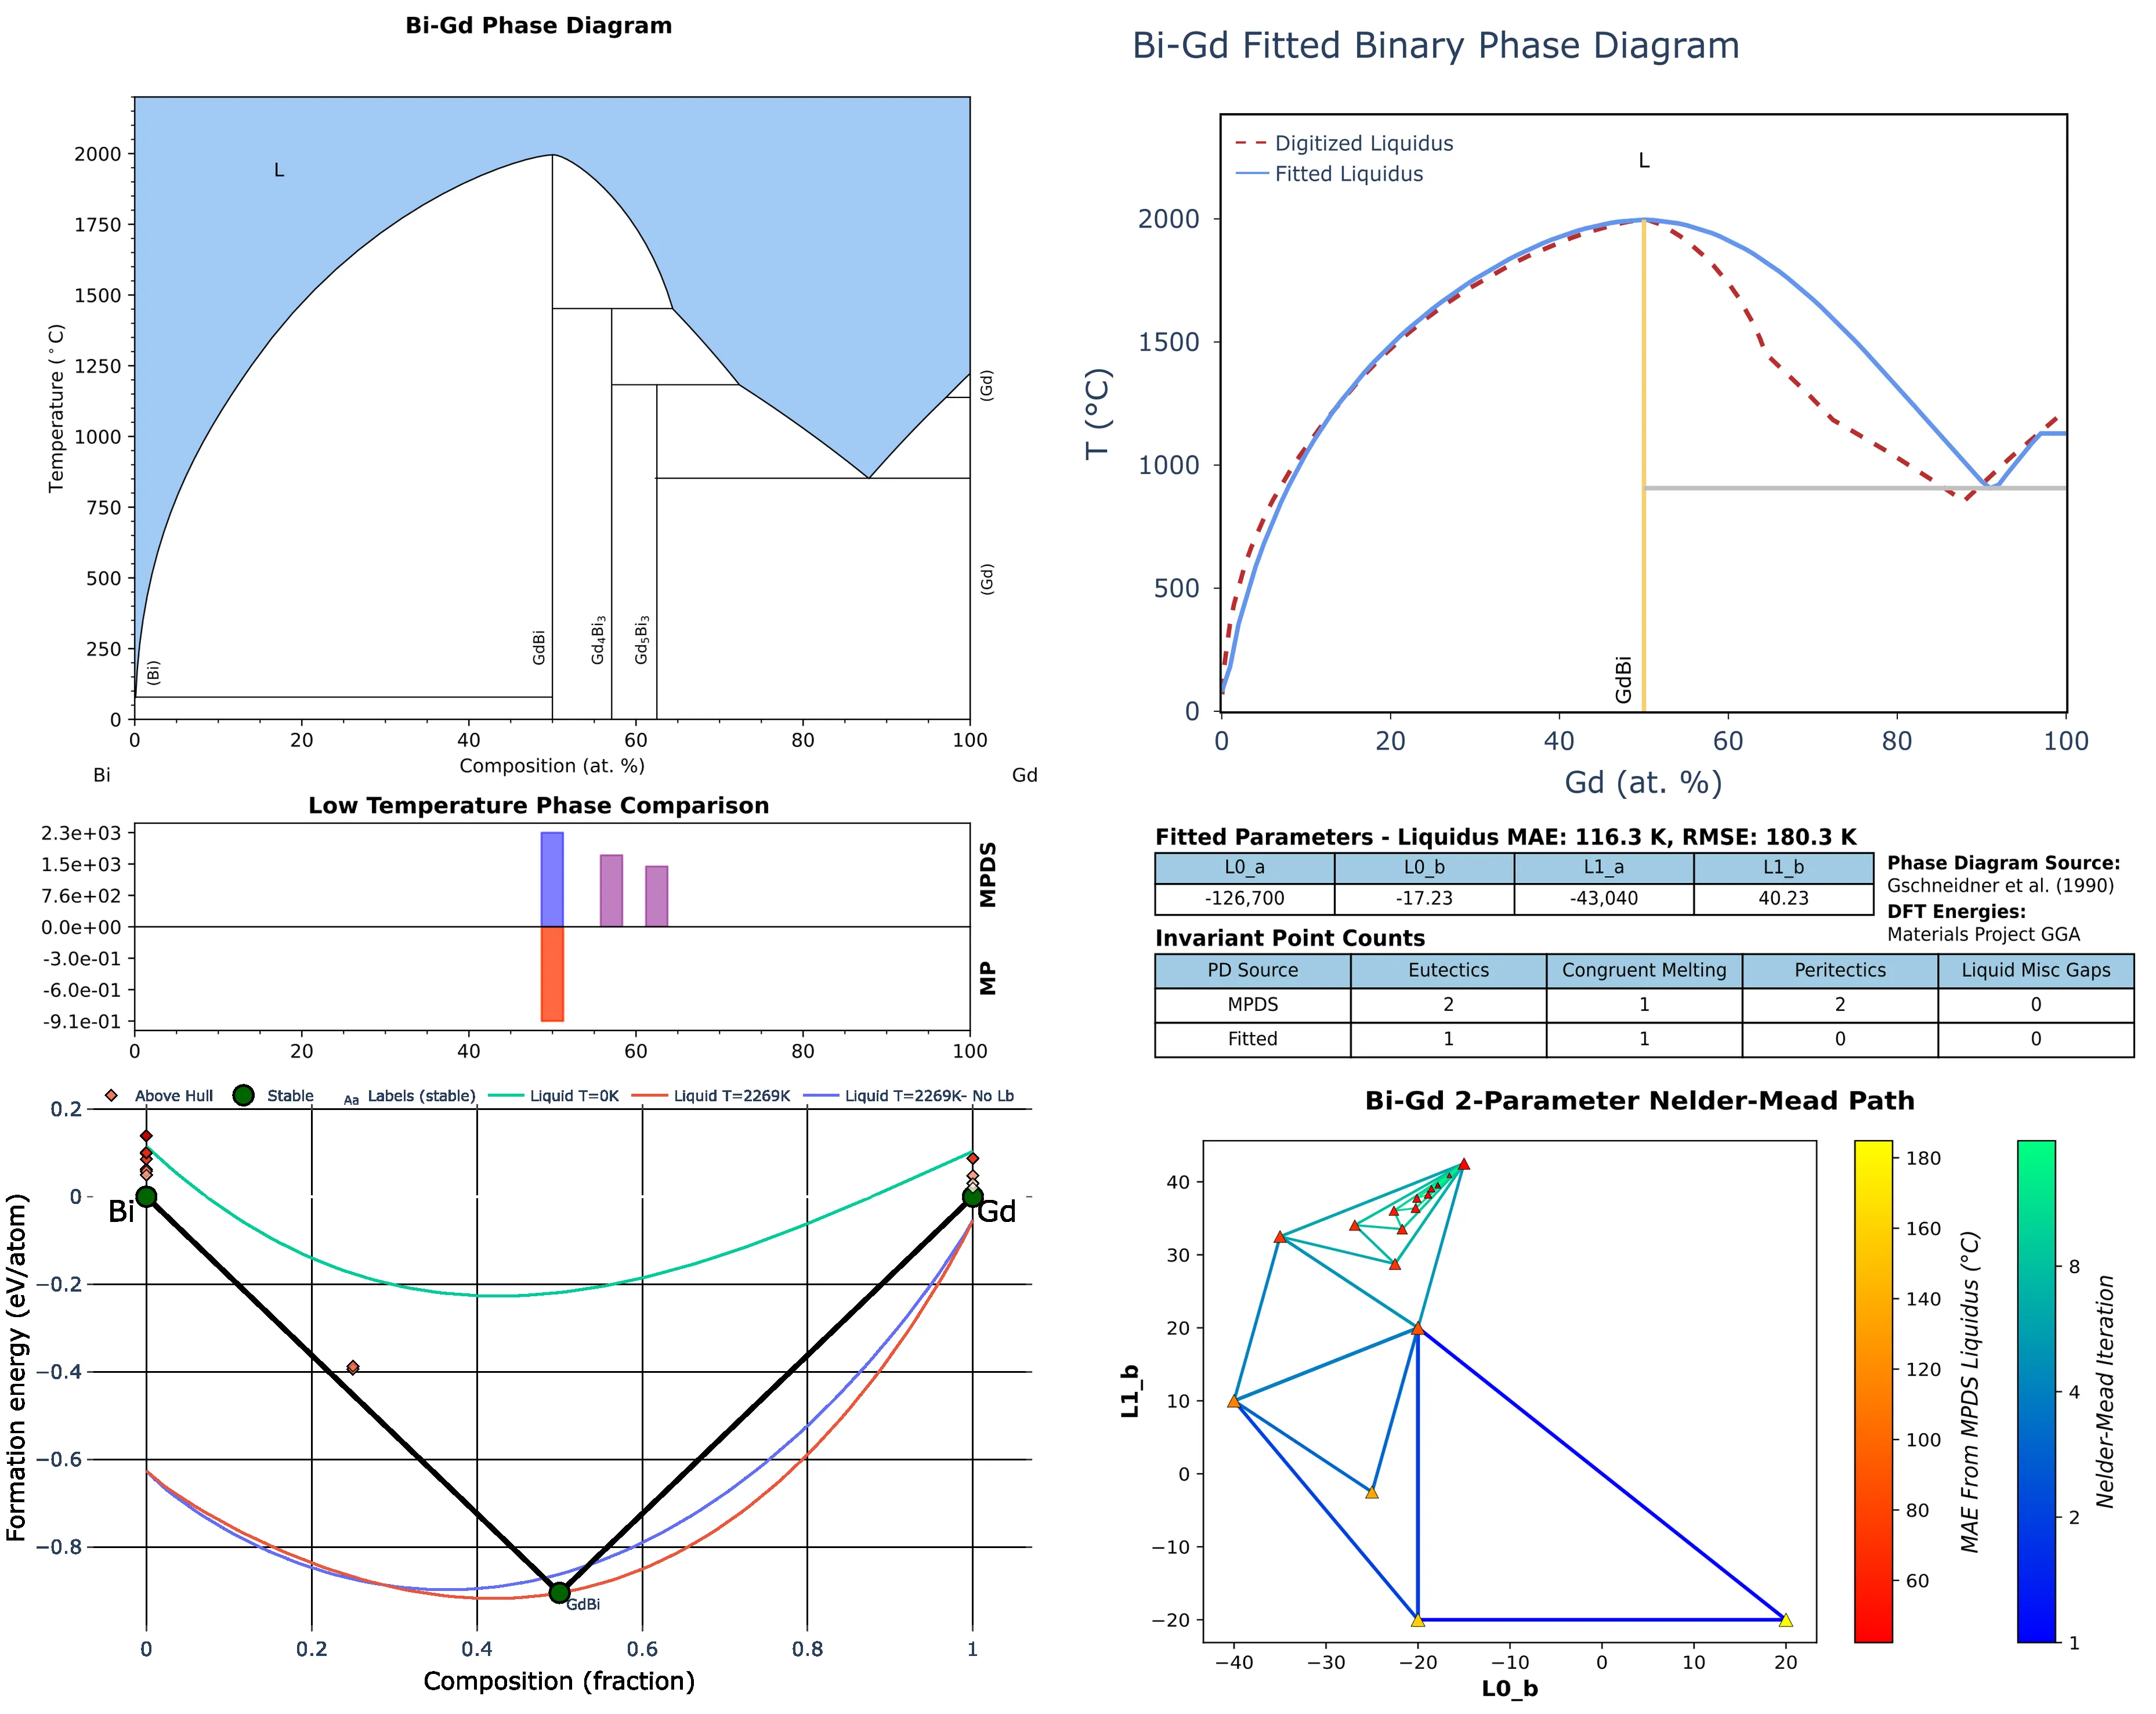 Bi-Gd Phase Diagram
2000
1750
1500
1250
1000
750
500
250
0
Temperature (°C)
L
(Bi)
GdBi
Gd4Bi3
Gd5Bi3
(Gd)
(Gd)
0 20 40 60 80 100
Composition (at. %)
Bi Gd
Bi-Gd Fitted Binary Phase Diagram
Digitized Liquidus
Fitted Liquidus
L
2000
1500
1000
500
0
T (°C)
GdBi
0 20 40 60 80 100
Gd (at. %)
Low Temperature Phase Comparison
2.3e+03
1.5e+03
7.6e+02
0.0e+00
-3.0e-01
-6.0e-01
-9.1e-01
MPDS
MP
0 20 40 60 80 100
Fitted Parameters - Liquidus MAE: 116.3 K, RMSE: 180.3 K
L0_a L0_b L1_a L1_b
-126,700 -17.23 -43,040 40.23
Phase Diagram Source:
Gschneidner et al. (1990)
DFT Energies:
Materials Project GGA
Invariant Point Counts
PD Source Eutectics Congruent Melting Peritectics Liquid Misc Gaps
MPDS 2 1 2 0
Fitted 1 1 0 0
Above Hull Stable Aa Labels (stable) Liquid T=0K Liquid T=2269K Liquid T=2269K- No Lb
0.2
0
−0.2
−0.4
−0.6
−0.8
Formation energy (eV/atom)
Bi
Gd
GdBi
0 0.2 0.4 0.6 0.8 1
Composition (fraction)
Bi-Gd 2-Parameter Nelder-Mead Path
40
30
20
10
0
−10
−20
L1_b
−40 −30 −20 −10 0 10 20
L0_b
180
160
140
120
100
80
60
MAE From MPDS Liquidus (°C)
8
4
2
1
Nelder-Mead Iteration